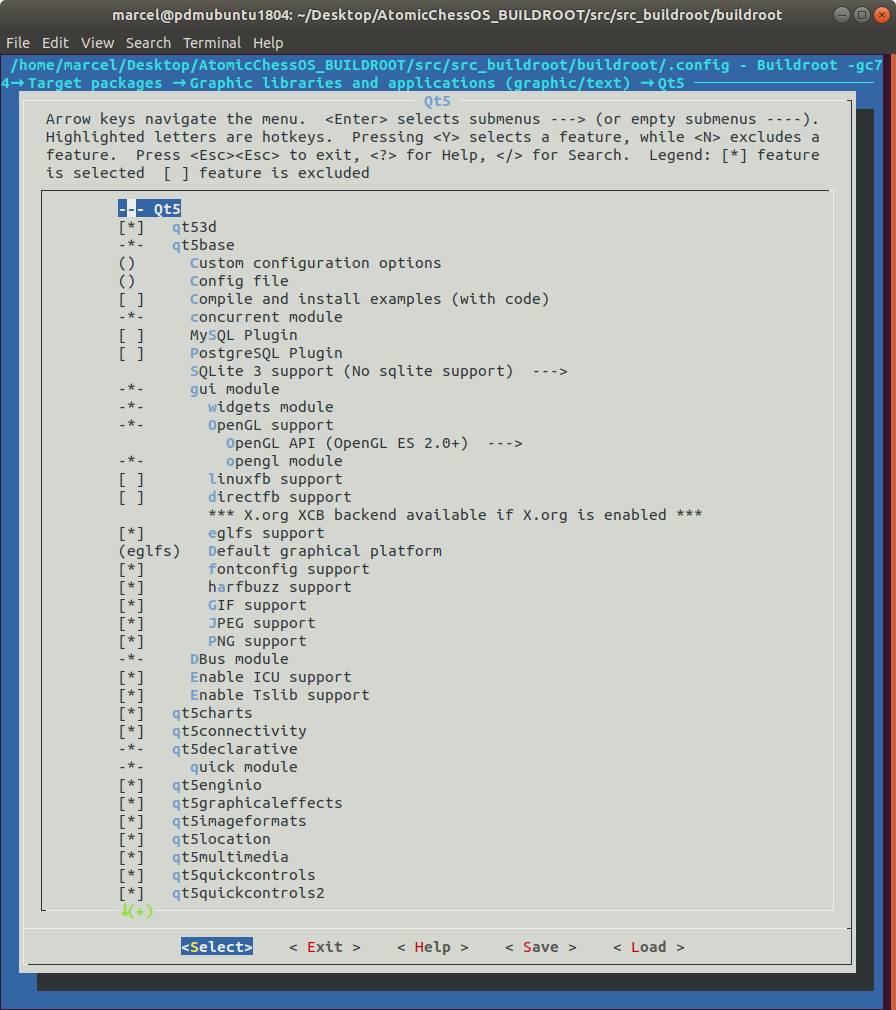 marcel@pdmubuntu1804: ~/Desktop/AtomicChessOS_BUILDROOT/src/src_buildroot/buildroot
File Edit View Search Terminal Help
/home/marcel/Desktop/AtomicChessOS_BUILDROOT/src/src_buildroot/buildroot/.config - Buildroot -gc7
4→ Target packages → Graphic libraries and applications (graphic/text) → Qt5
Qt5
Arrow keys navigate the menu. <Enter> selects submenus ---> (or empty submenus ----).
Highlighted letters are hotkeys. Pressing <Y> selects a feature, while <N> excludes a
feature. Press <Esc><Esc> to exit, <?> for Help, </> for Search. Legend: [*] feature
is selected [ ] feature is excluded
--- Qt5
[*] qt53d
-*- qt5base
() Custom configuration options
() Config file
[ ] Compile and install examples (with code)
-*- concurrent module
[ ] MySQL Plugin
[ ] PostgreSQL Plugin
SQLite 3 support (No sqlite support) --->
-*- gui module
-*- widgets module
-*- OpenGL support
OpenGL API (OpenGL ES 2.0+) --->
-*- opengl module
[ ] linuxfb support
[ ] directfb support
*** X.org XCB backend available if X.org is enabled ***
[*] eglfs support
(eglfs) Default graphical platform
[*] fontconfig support
[*] harfbuzz support
[*] GIF support
[*] JPEG support
[*] PNG support
-*- DBus module
[*] Enable ICU support
[*] Enable Tslib support
[*] qt5charts
[*] qt5connectivity
-*- qt5declarative
-*- quick module
[*] qt5enginio
[*] qt5graphicaleffects
[*] qt5imageformats
[*] qt5location
[*] qt5multimedia
[*] qt5quickcontrols
[*] qt5quickcontrols2
↓(+)
<Select> < Exit > < Help > < Save > < Load >